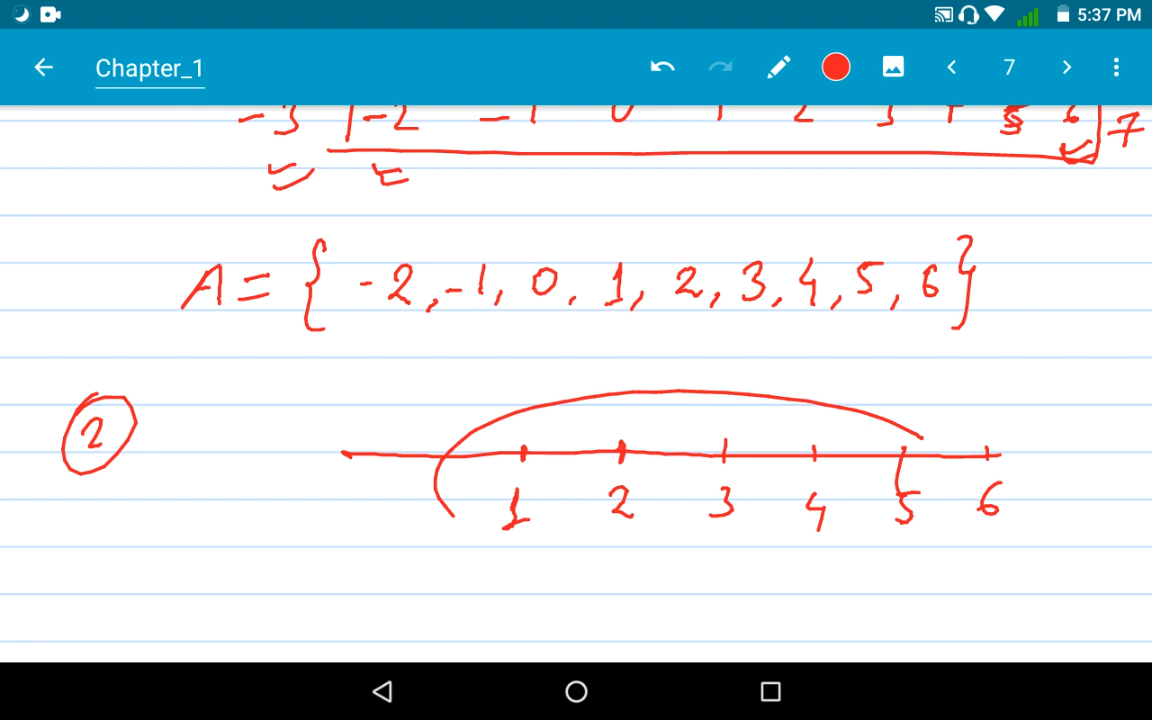 5:37 PM
Chapter_1
7
-3 -2 -1 0 1 2 3 4 5 6 7
A = { -2, -1, 0, 1, 2, 3, 4, 5, 6 }
2
1 2 3 4 5 6